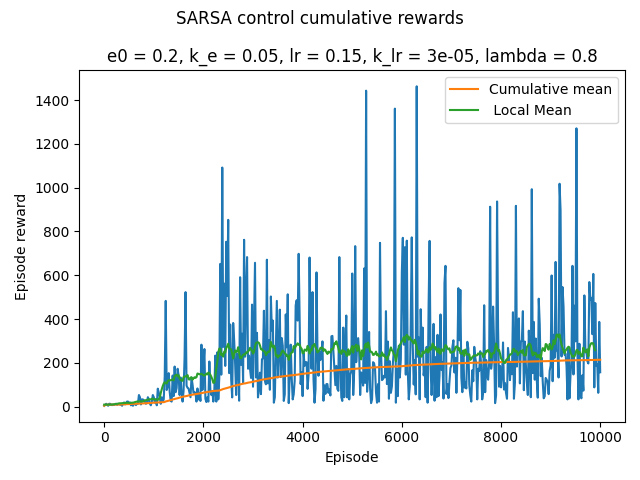 SARSA control cumulative rewards
e0 = 0.2, k_e = 0.05, lr = 0.15, k_lr = 3e-05, lambda = 0.8
Cumulative mean
Local Mean
Episode reward
1400
1200
1000
800
600
400
200
0
0 2000 4000 6000 8000 10000
Episode